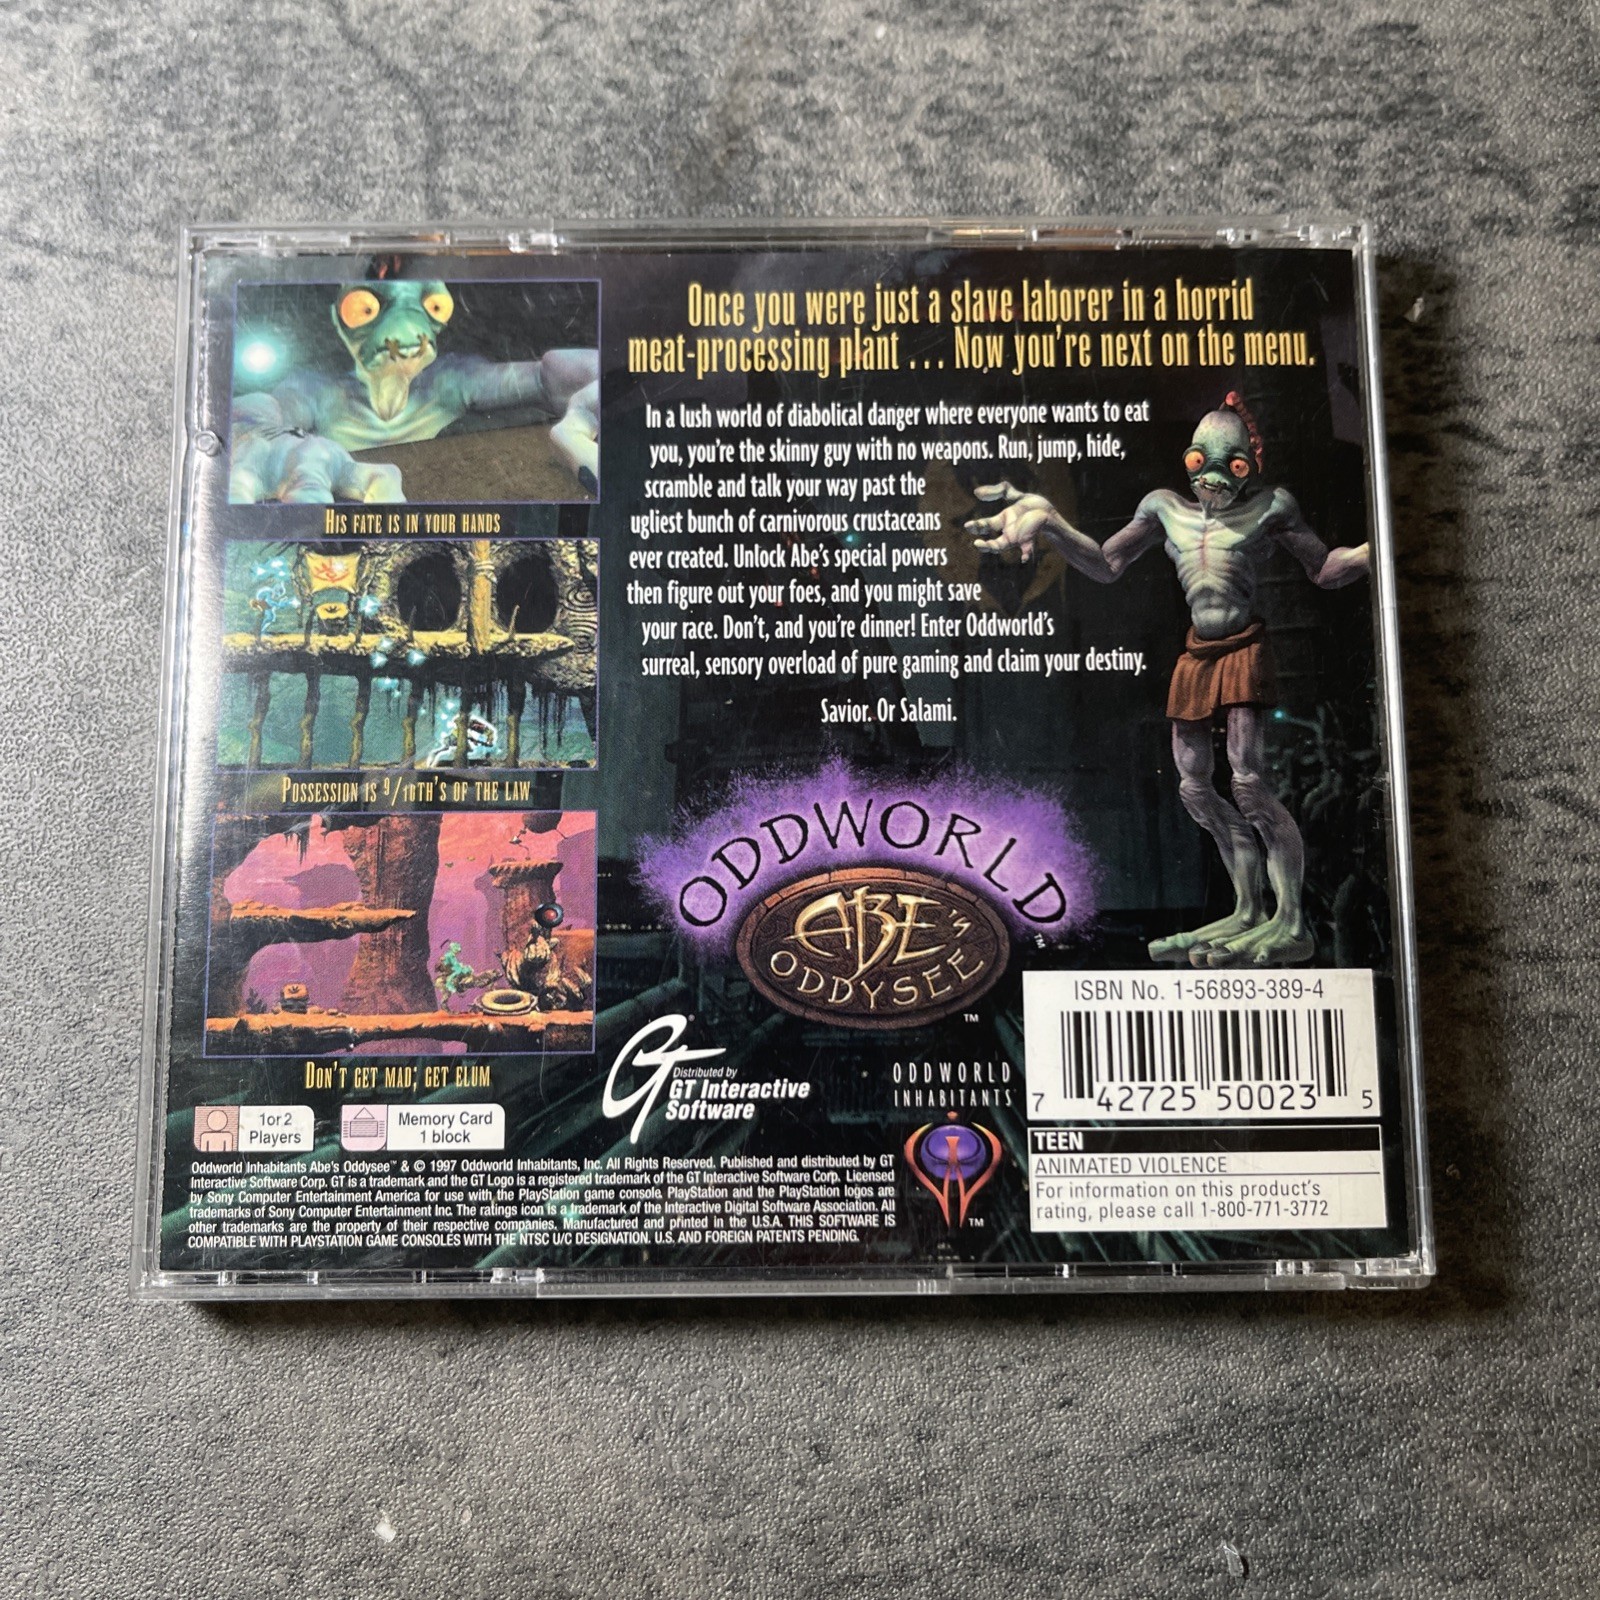 Once you were just a slave laborer in a horrid
meat-processing plant ... Now you're next on the menu.
In a lush world of diabolical danger where everyone wants to eat
you, you're the skinny guy with no weapons. Run, jump, hide,
scramble and talk your way past the
ugliest bunch of carnivorous crustaceans
ever created. Unlock Abe's special powers
then figure out your foes, and you might save
your race. Don't, and you're dinner! Enter Oddworld's
surreal, sensory overload of pure gaming and claim your destiny.
Savior. Or Salami.
His fate is in your hands
Possession is 9/10th's of the law
Don't get mad; get elum
ODDWORLD™
ABE'S
ODDYSEE™
GT®
Distributed by
GT Interactive
Software
ODDWORLD
INHABITANTS
™
ISBN No. 1-56893-389-4
7 42725 50023 5
TEEN
ANIMATED VIOLENCE
For information on this product's
rating, please call 1-800-771-3772
1 or 2
Players
Memory Card
1 block
Oddworld Inhabitants Abe's Oddysee™ & © 1997 Oddworld Inhabitants, Inc. All Rights Reserved. Published and distributed by GT
Interactive Software Corp. GT is a trademark and the GT Logo is a registered trademark of the GT Interactive Software Corp. Licensed
by Sony Computer Entertainment America for use with the PlayStation game console. PlayStation and the PlayStation logos are
trademarks of Sony Computer Entertainment Inc. The ratings icon is a trademark of the Interactive Digital Software Association. All
other trademarks are the property of their respective companies. Manufactured and printed in the U.S.A. THIS SOFTWARE IS
COMPATIBLE WITH PLAYSTATION GAME CONSOLES WITH THE NTSC U/C DESIGNATION. U.S. AND FOREIGN PATENTS PENDING.